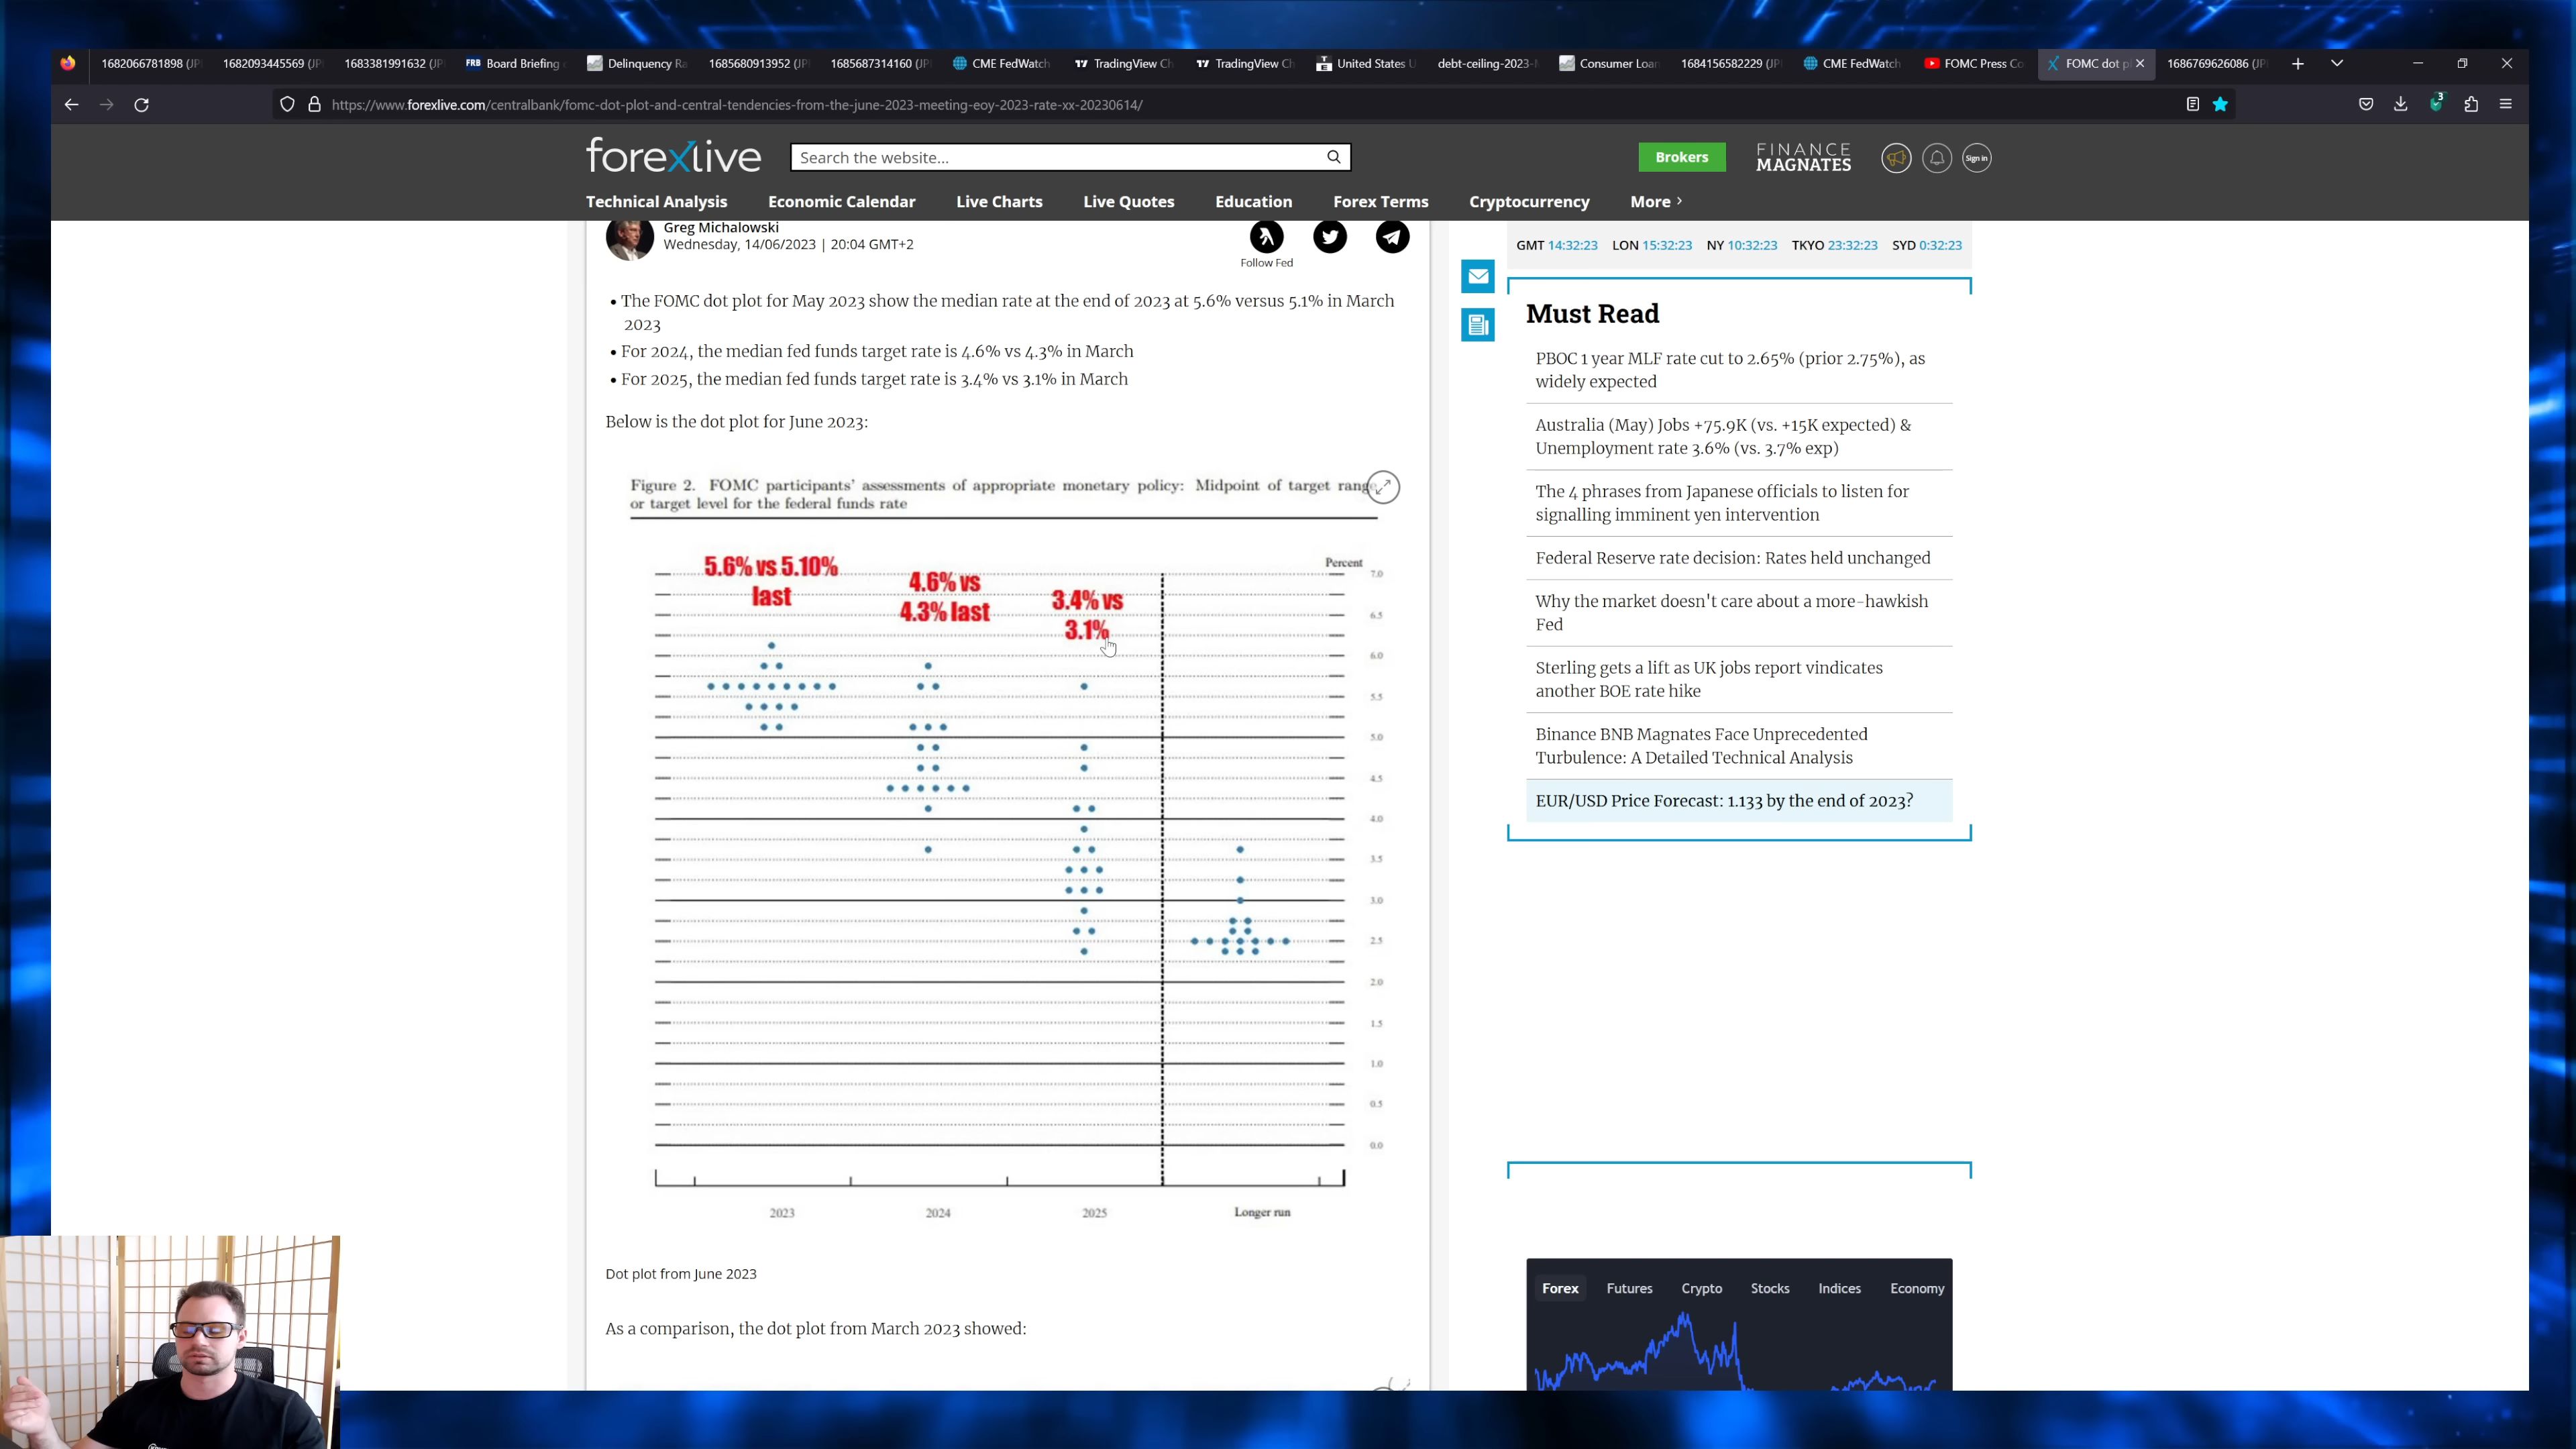 1682066781898 (JP
1682093445569 (JP
1683381991632 (JP
FRB Board Briefing
Delinquency Ra
1685680913952 (JP
1685687314160 (JP
CME FedWatch
TradingView Ch
TradingView Ch
United States U
debt-ceiling-2023-
Consumer Loan
1684156582229 (JP
CME FedWatch
FOMC Press Co
FOMC dot p
1686769626086 (JP
https://www.forexlive.com/centralbank/fomc-dot-plot-and-central-tendencies-from-the-june-2023-meeting-eoy-2023-rate-xx-20230614/
3
forexlive
Search the website...
Brokers
FINANCE
MAGNATES
Sign in
Technical Analysis
Economic Calendar
Live Charts
Live Quotes
Education
Forex Terms
Cryptocurrency
More
Greg Michalowski
Wednesday, 14/06/2023 | 20:04 GMT+2
Follow Fed
• The FOMC dot plot for May 2023 show the median rate at the end of 2023 at 5.6% versus 5.1% in March
2023
• For 2024, the median fed funds target rate is 4.6% vs 4.3% in March
• For 2025, the median fed funds target rate is 3.4% vs 3.1% in March
Below is the dot plot for June 2023:
Figure 2. FOMC participants' assessments of appropriate monetary policy: Midpoint of target range
or target level for the federal funds rate
Percent
5.6% vs 5.10%
last
4.6% vs
4.3% last
3.4% vs
3.1%
7.0
6.5
6.0
5.5
5.0
4.5
4.0
3.5
3.0
2.5
2.0
1.5
1.0
0.5
0.0
2023
2024
2025
Longer run
Dot plot from June 2023
As a comparison, the dot plot from March 2023 showed:
GMT 14:32:23 LON 15:32:23 NY 10:32:23 TKYO 23:32:23 SYD 0:32:23
Must Read
PBOC 1 year MLF rate cut to 2.65% (prior 2.75%), as
widely expected
Australia (May) Jobs +75.9K (vs. +15K expected) &
Unemployment rate 3.6% (vs. 3.7% exp)
The 4 phrases from Japanese officials to listen for
signalling imminent yen intervention
Federal Reserve rate decision: Rates held unchanged
Why the market doesn't care about a more-hawkish
Fed
Sterling gets a lift as UK jobs report vindicates
another BOE rate hike
Binance BNB Magnates Face Unprecedented
Turbulence: A Detailed Technical Analysis
EUR/USD Price Forecast: 1.133 by the end of 2023?
Forex
Futures
Crypto
Stocks
Indices
Economy